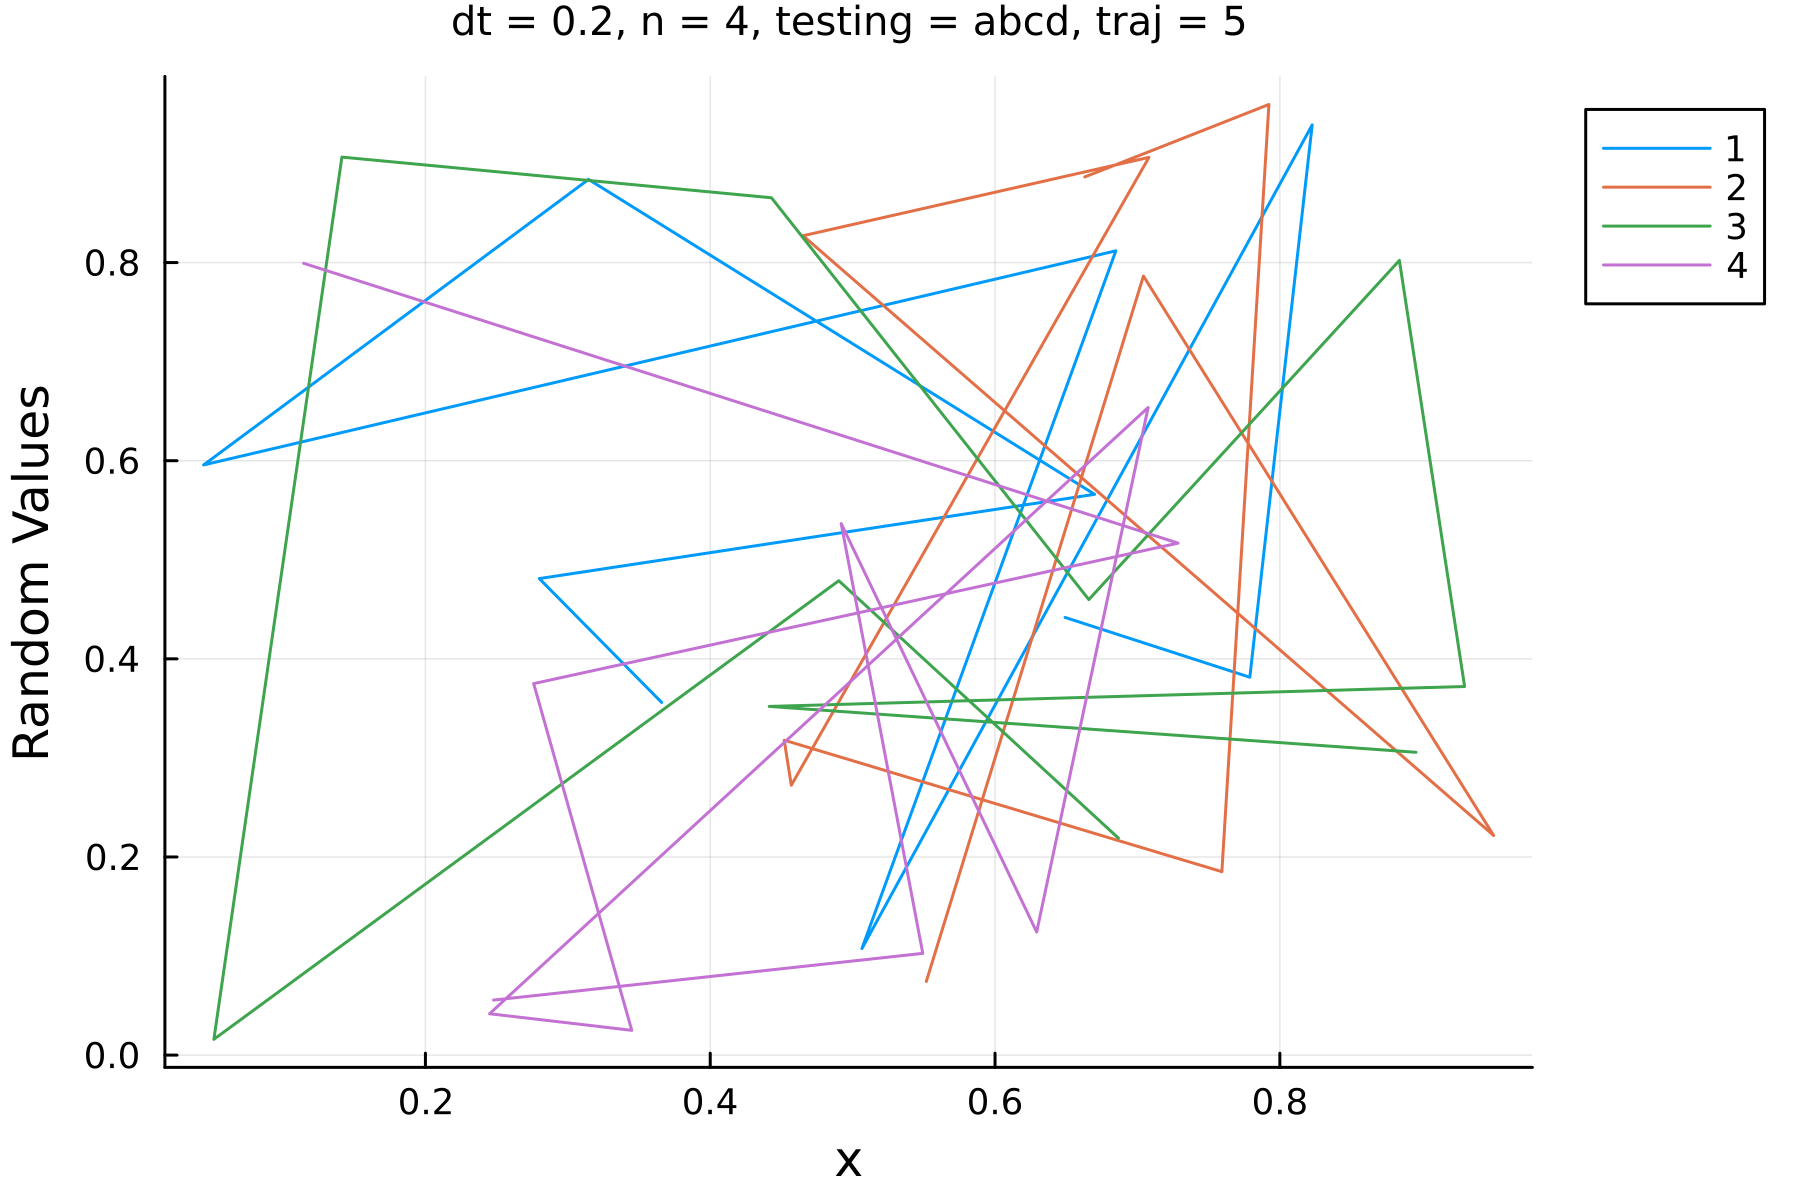 dt = 0.2, n = 4, testing = abcd, traj = 5
1
2
3
4
Random Values
0.8
0.6
0.4
0.2
0.0
0.2 0.4 0.6 0.8
x